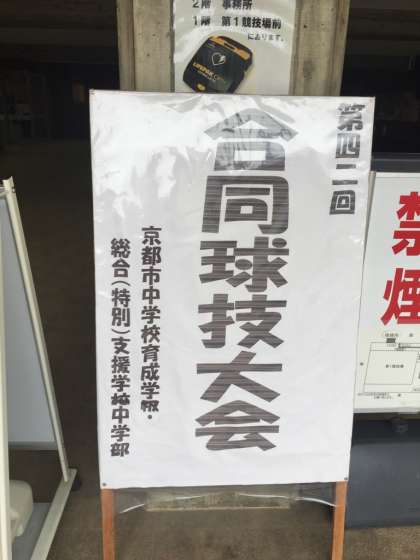 2階 事務所
1階 第1競技場前
にあります。
第四二回
合同球技大会
京都市中学校育成学級・
総合(特別)支援学校中学部
禁煙